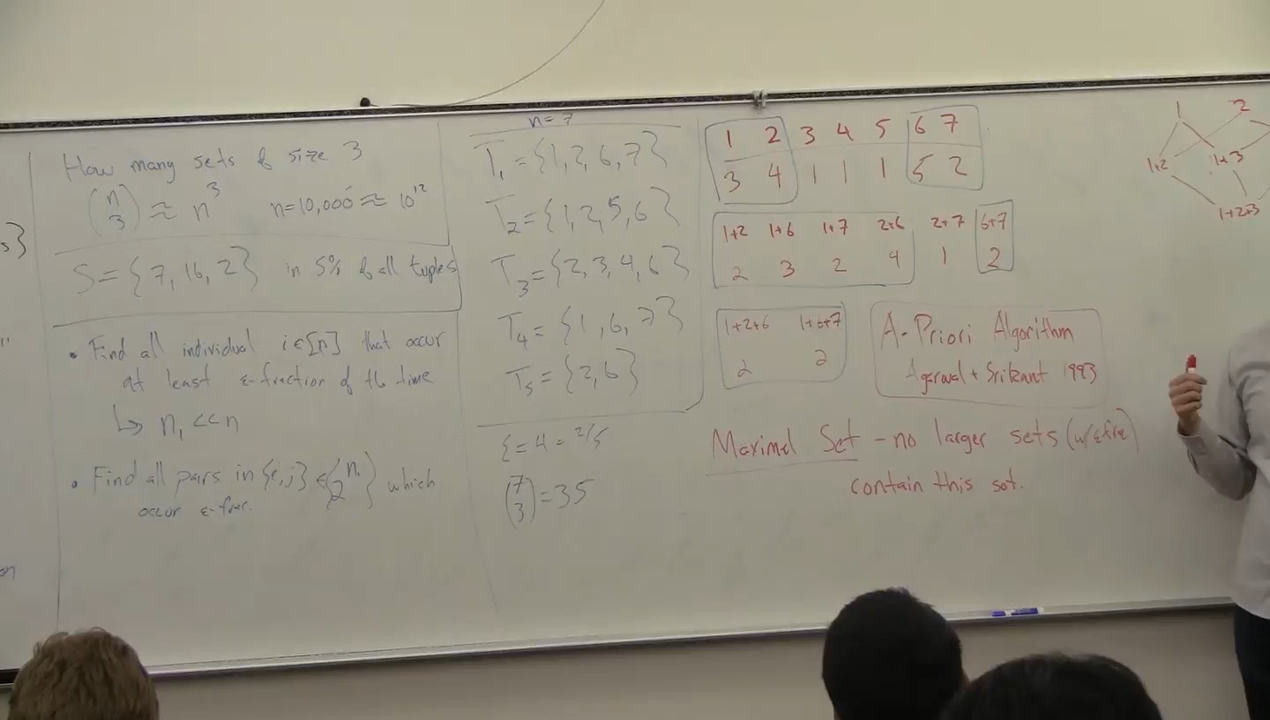 s}
"
on
How many sets of size 3
(n 3) ≈ n³ n=10,000 ≈ 10¹²
S = {7, 16, 2} in 5% of all tuples
• Find all individual i∈[n] that occur
at least ε-fraction of the time
↳ n₁ << n
• Find all pairs in {i,j} ∈ which
occur ε-frac.
n=7
T₁ = {1, 2, 6, 7}
T₂ = {1, 2, 5, 6}
T₃ = {2, 3, 4, 6}
T₄ = {1, 6, 7}
T₅ = {2, 6}
ε = 4 = 2/5
(7 3) = 35
1 2 3 4 5 6 7
3 4 1 1 1 5 2
1+2 1+6 1+7 2+6 2+7 6+7
2 3 2 4 1 2
1+2+6 1+6+7
2 2
A-Priori Algorithm
Agarwal + Srikant 1993
Maximal Set - no larger sets (w/ε-frac)
contain this set.
1 2
1+2 1+3
1+2+3